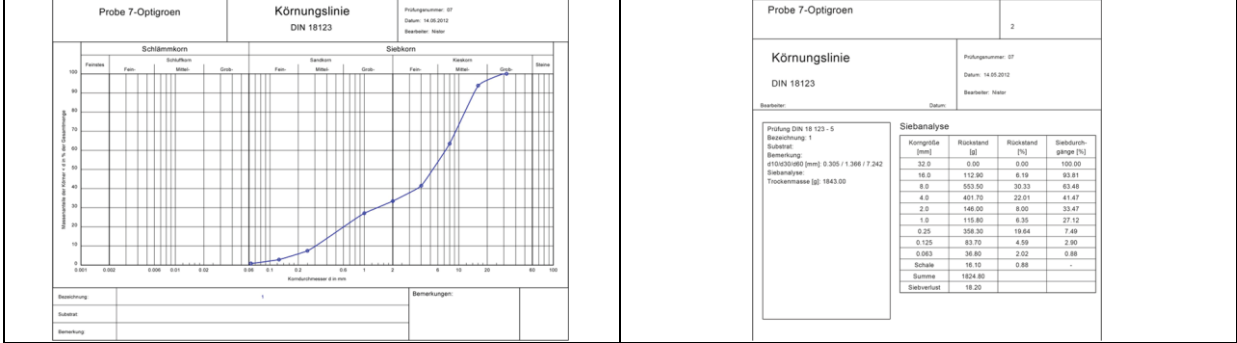 Probe 7-Optigroen
Körnungslinie
DIN 18123
Prüfungsnummer: 07
Datum: 14.05.2012
Bearbeiter: Nister
Schlämmkorn
Siebkorn
Feinstes
Schluffkorn
Sandkorn
Kieskorn
Steine
Fein- Mittel- Grob- Fein- Mittel- Grob- Fein- Mittel- Grob-
Massenanteile der Körner < d in % der Gesamtmenge
100
90
80
70
60
50
40
30
20
10
0
0.001 0.002 0.006 0.01 0.02 0.06 0.1 0.2 0.6 1 2 6 10 20 60 100
Korndurchmesser d in mm
Bezeichnung: 1
Substrat:
Bemerkung:
Bemerkungen:
Probe 7-Optigroen
2
Körnungslinie
DIN 18123
Prüfungsnummer: 07
Datum: 14.05.2012
Bearbeiter: Nister
Bearbeiter: Datum:
Prüfung DIN 18 123 - 5
Bezeichnung: 1
Substrat:
Bemerkung:
d10/d30/d60 [mm]: 0.305 / 1.366 / 7.242
Siebanalyse:
Trockenmasse [g]: 1843.00
Siebanalyse
Korngröße [mm] Rückstand [g] Rückstand [%] Siebdurch-gänge [%]
32.0 0.00 0.00 100.00
16.0 112.90 6.19 93.81
8.0 553.50 30.33 63.48
4.0 401.70 22.01 41.47
2.0 146.00 8.00 33.47
1.0 115.80 6.35 27.12
0.25 358.30 19.64 7.49
0.125 83.70 4.59 2.90
0.063 36.80 2.02 0.88
Schale 16.10 0.88 -
Summe 1824.80
Siebverlust 18.20